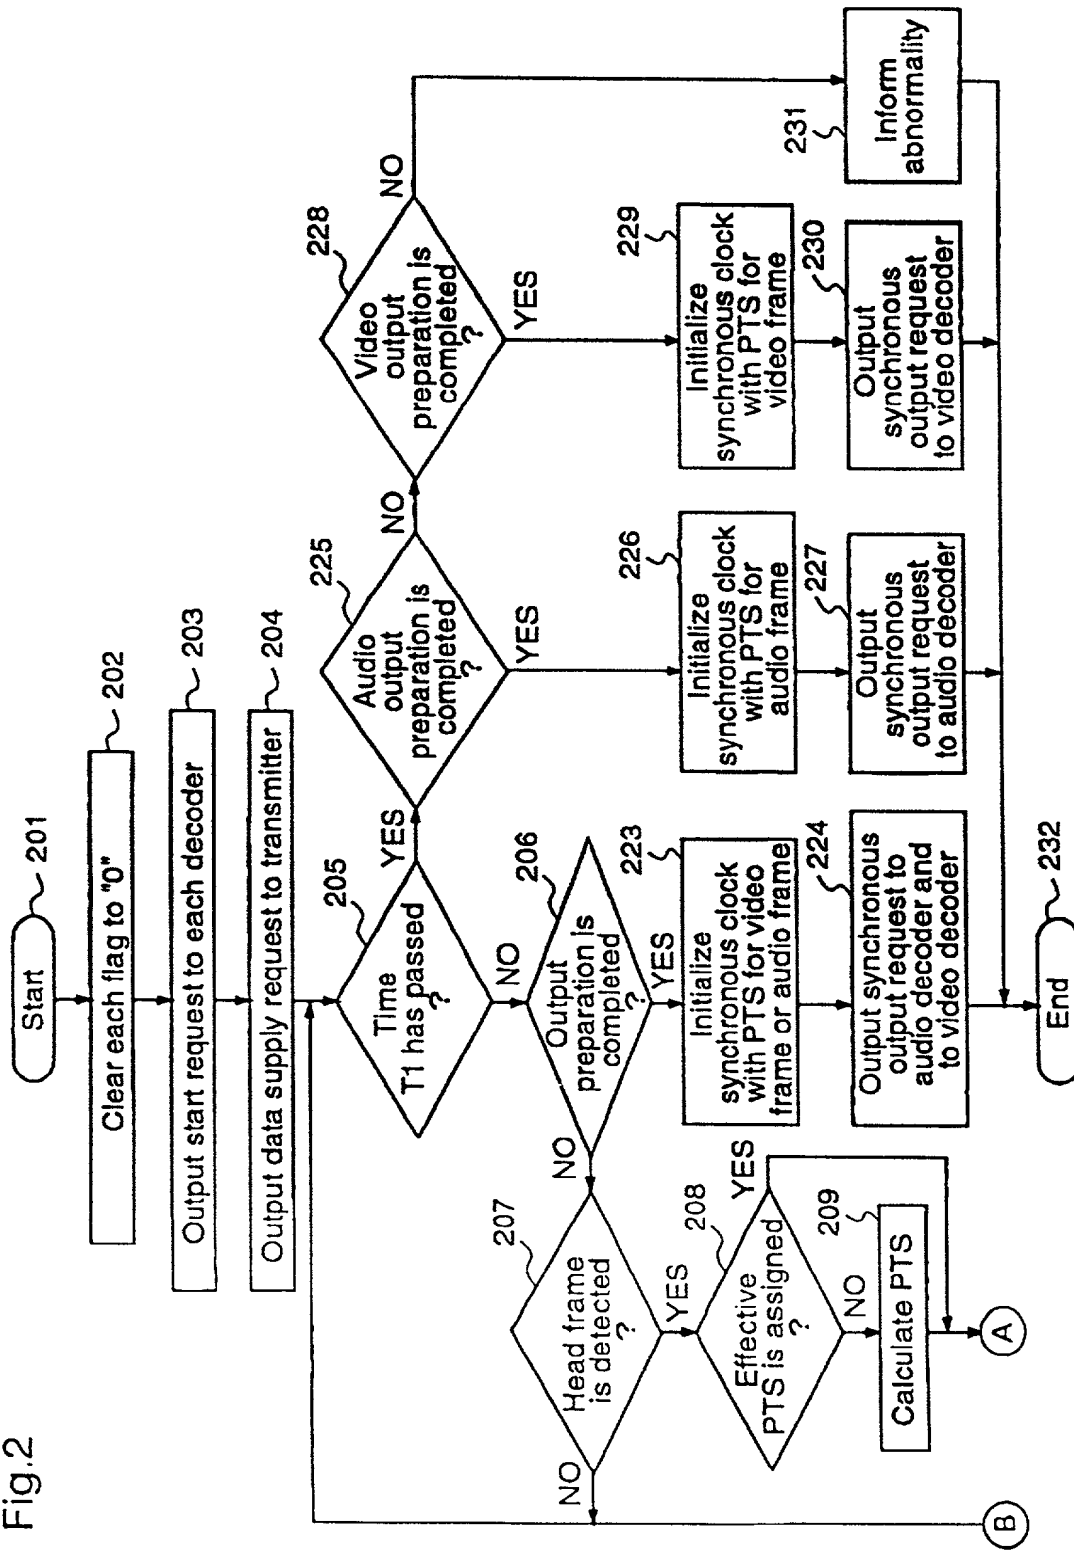 Fig.2
Start
201
Clear each flag to "0"
202
Output start request to each decoder
203
Output data supply request to transmitter
204
Time
T1 has passed
?
205
YES
NO
Audio
output
preparation is
completed
?
225
NO
YES
Video
output
preparation is
completed
?
228
NO
YES
Output
preparation is
completed
?
206
NO
YES
Head frame
is detected
?
207
NO
YES
Effective
PTS is assigned
?
208
YES
NO
Calculate PTS
209
A
B
Initialize
synchronous clock
with PTS for video
frame or audio frame
223
Output synchronous
output request to
audio decoder and
to video decoder
224
Initialize
synchronous clock
with PTS for
audio frame
226
Output
synchronous
output request
to audio decoder
227
Initialize
synchronous clock
with PTS for
video frame
229
Output
synchronous
output request
to video decoder
230
Inform
abnormality
231
End
232